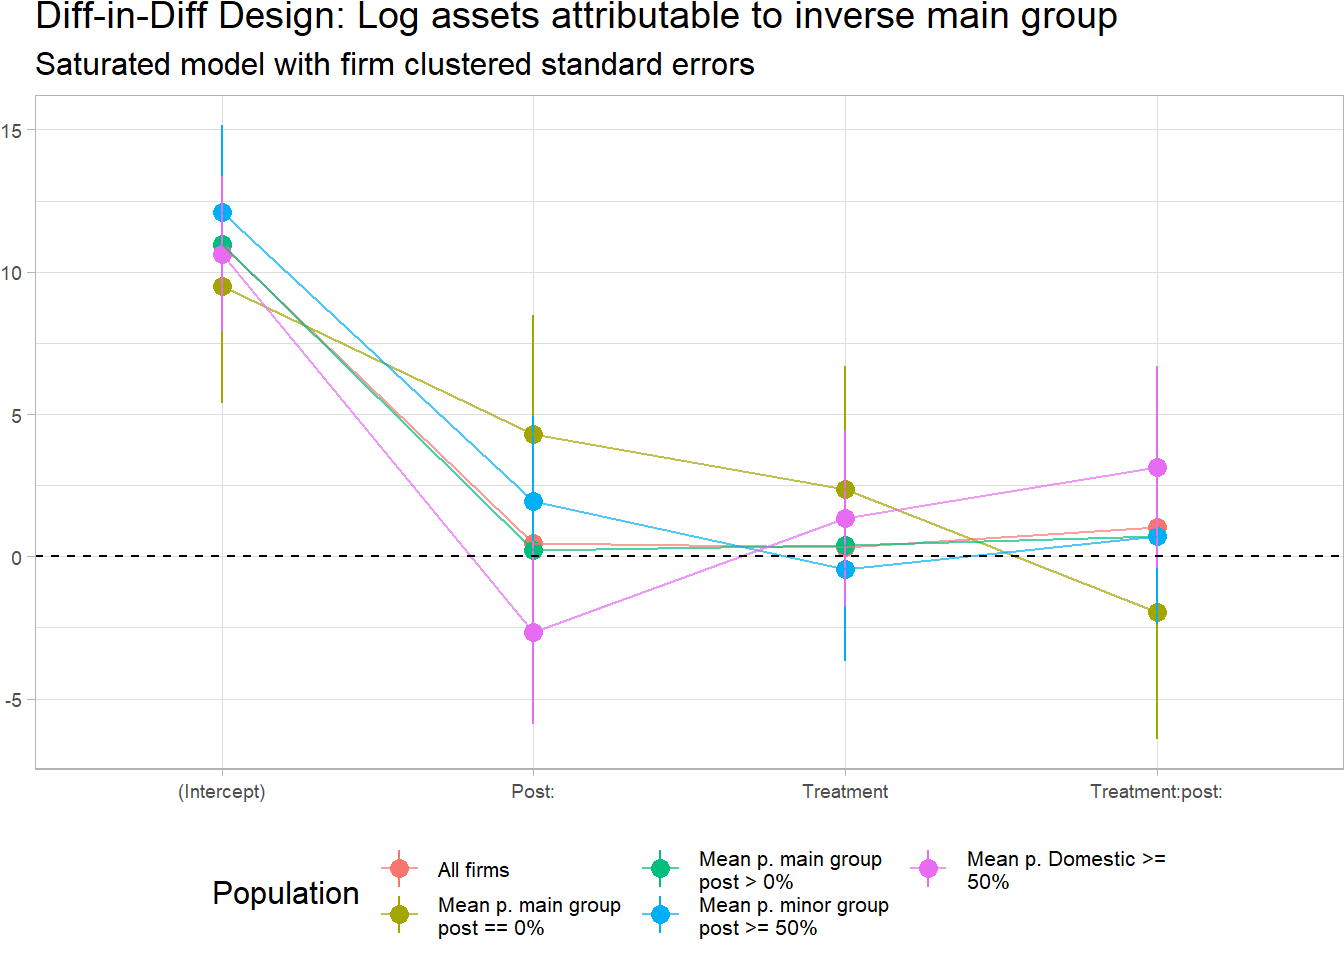 Diff-in-Diff Design: Log assets attributable to inverse main group
Saturated model with firm clustered standard errors
15
10
5
0
-5
(Intercept)
Post:
Treatment
Treatment:post:
Population
All firms
Mean p. main group
post == 0%
Mean p. main group
post > 0%
Mean p. minor group
post >= 50%
Mean p. Domestic >=
50%